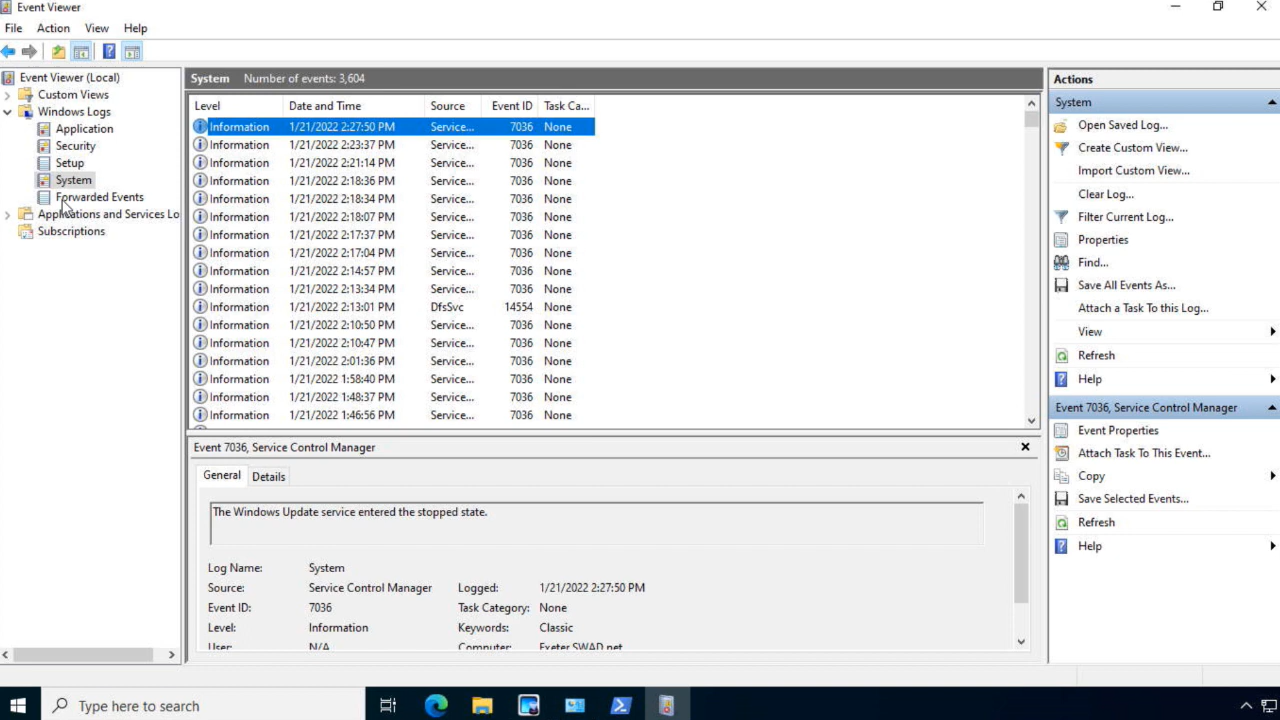 Event Viewer
File Action View Help
Event Viewer (Local)
Custom Views
Windows Logs
Application
Security
Setup
System
Forwarded Events
Applications and Services Lo
Subscriptions
System Number of events: 3,604
Level Date and Time Source Event ID Task Ca...
Information 1/21/2022 2:27:50 PM Service... 7036 None
Information 1/21/2022 2:23:37 PM Service... 7036 None
Information 1/21/2022 2:21:14 PM Service... 7036 None
Information 1/21/2022 2:18:36 PM Service... 7036 None
Information 1/21/2022 2:18:34 PM Service... 7036 None
Information 1/21/2022 2:18:07 PM Service... 7036 None
Information 1/21/2022 2:17:37 PM Service... 7036 None
Information 1/21/2022 2:17:04 PM Service... 7036 None
Information 1/21/2022 2:14:57 PM Service... 7036 None
Information 1/21/2022 2:13:34 PM Service... 7036 None
Information 1/21/2022 2:13:01 PM DfsSvc 14554 None
Information 1/21/2022 2:10:50 PM Service... 7036 None
Information 1/21/2022 2:10:47 PM Service... 7036 None
Information 1/21/2022 2:01:36 PM Service... 7036 None
Information 1/21/2022 1:58:40 PM Service... 7036 None
Information 1/21/2022 1:48:37 PM Service... 7036 None
Information 1/21/2022 1:46:56 PM Service... 7036 None
Event 7036, Service Control Manager
General Details
The Windows Update service entered the stopped state.
Log Name: System
Source: Service Control Manager Logged: 1/21/2022 2:27:50 PM
Event ID: 7036 Task Category: None
Level: Information Keywords: Classic
User: N/A Computer: Exeter.SWAD.net
Actions
System
Open Saved Log...
Create Custom View...
Import Custom View...
Clear Log...
Filter Current Log...
Properties
Find...
Save All Events As...
Attach a Task To this Log...
View
Refresh
Help
Event 7036, Service Control Manager
Event Properties
Attach Task To This Event...
Copy
Save Selected Events...
Refresh
Help
Type here to search